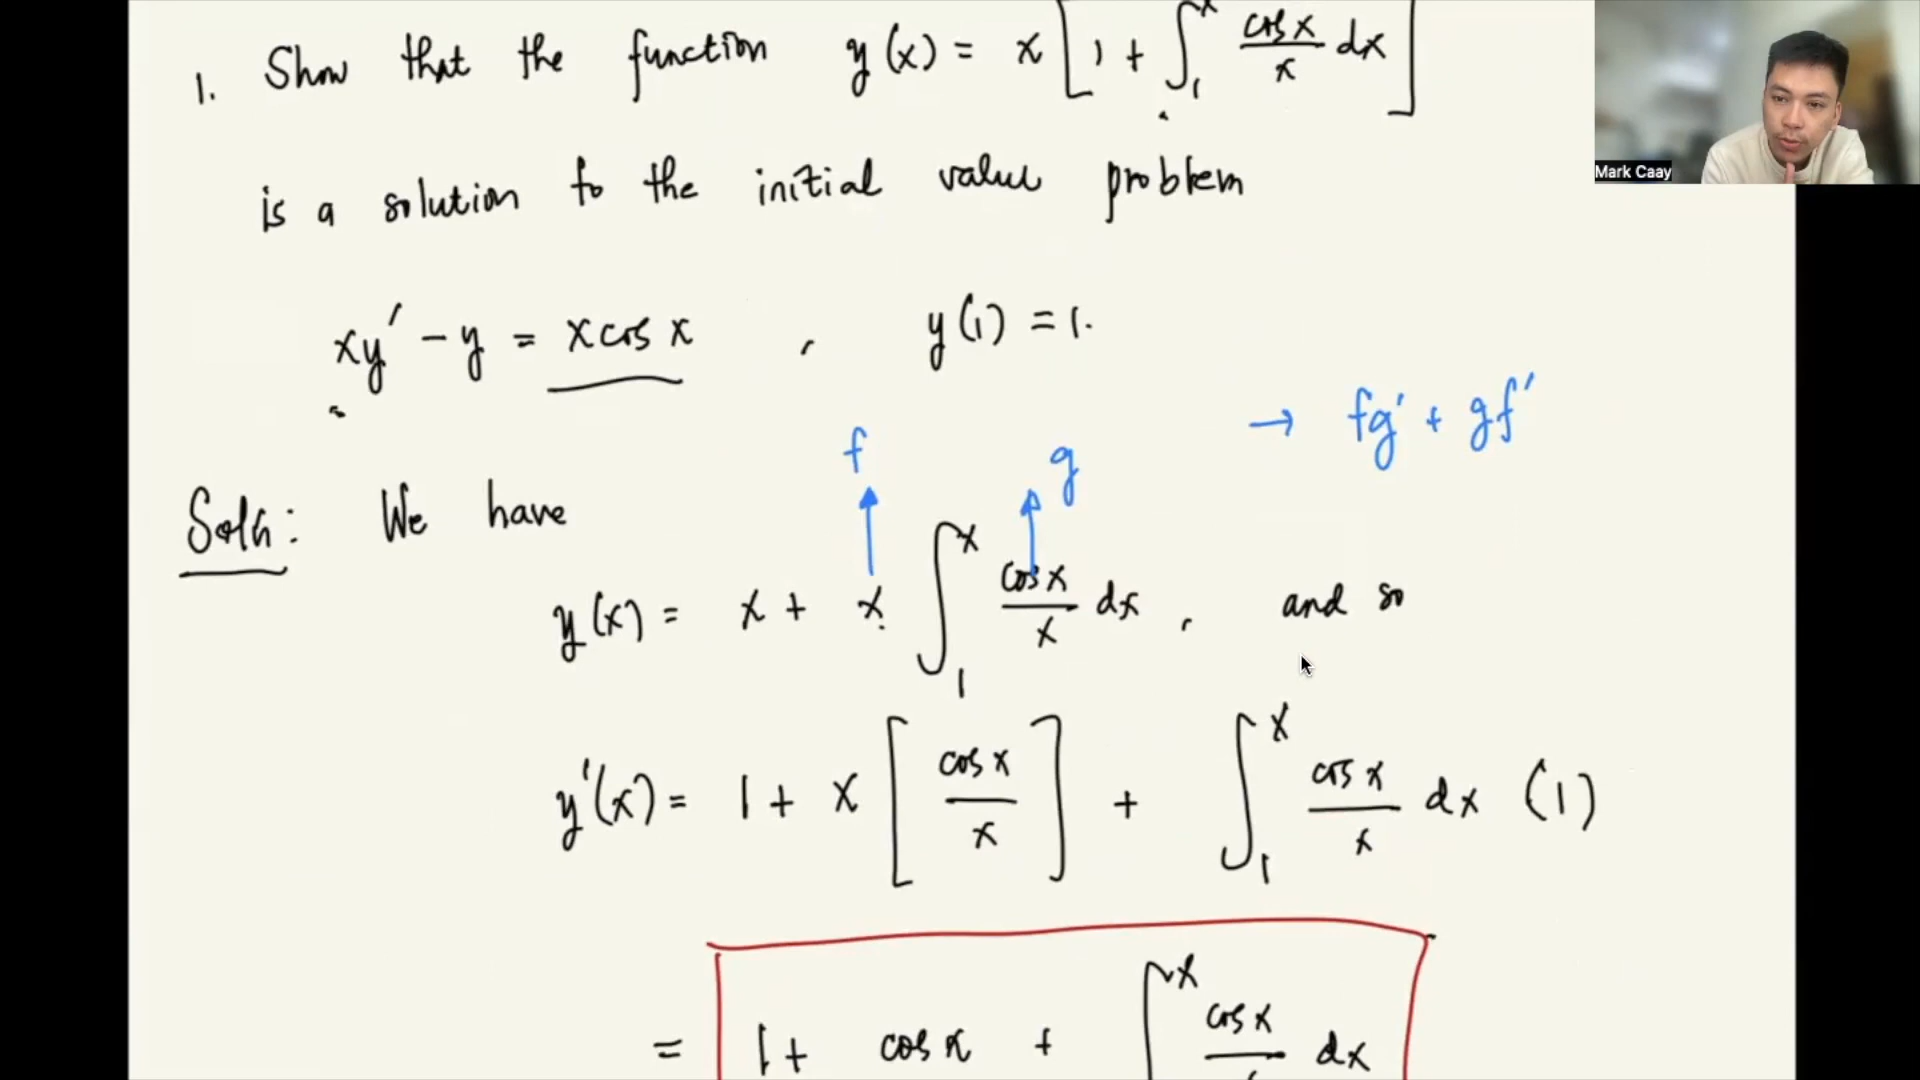 1. Show that the function y(x) = x [ 1 + ∫₁ˣ cos x / x dx ]
Mark Caay
is a solution to the initial value problem
xy' - y = x cos x , y(1) = 1.
→ fg' + gf'
f g
Soln: We have
y(x) = x + x ∫₁ˣ cos x / x dx , and so
y'(x) = 1 + x [ cos x / x ] + ∫₁ˣ cos x / x dx (1)
= 1 + cos x + ∫ˣ cos x / x dx